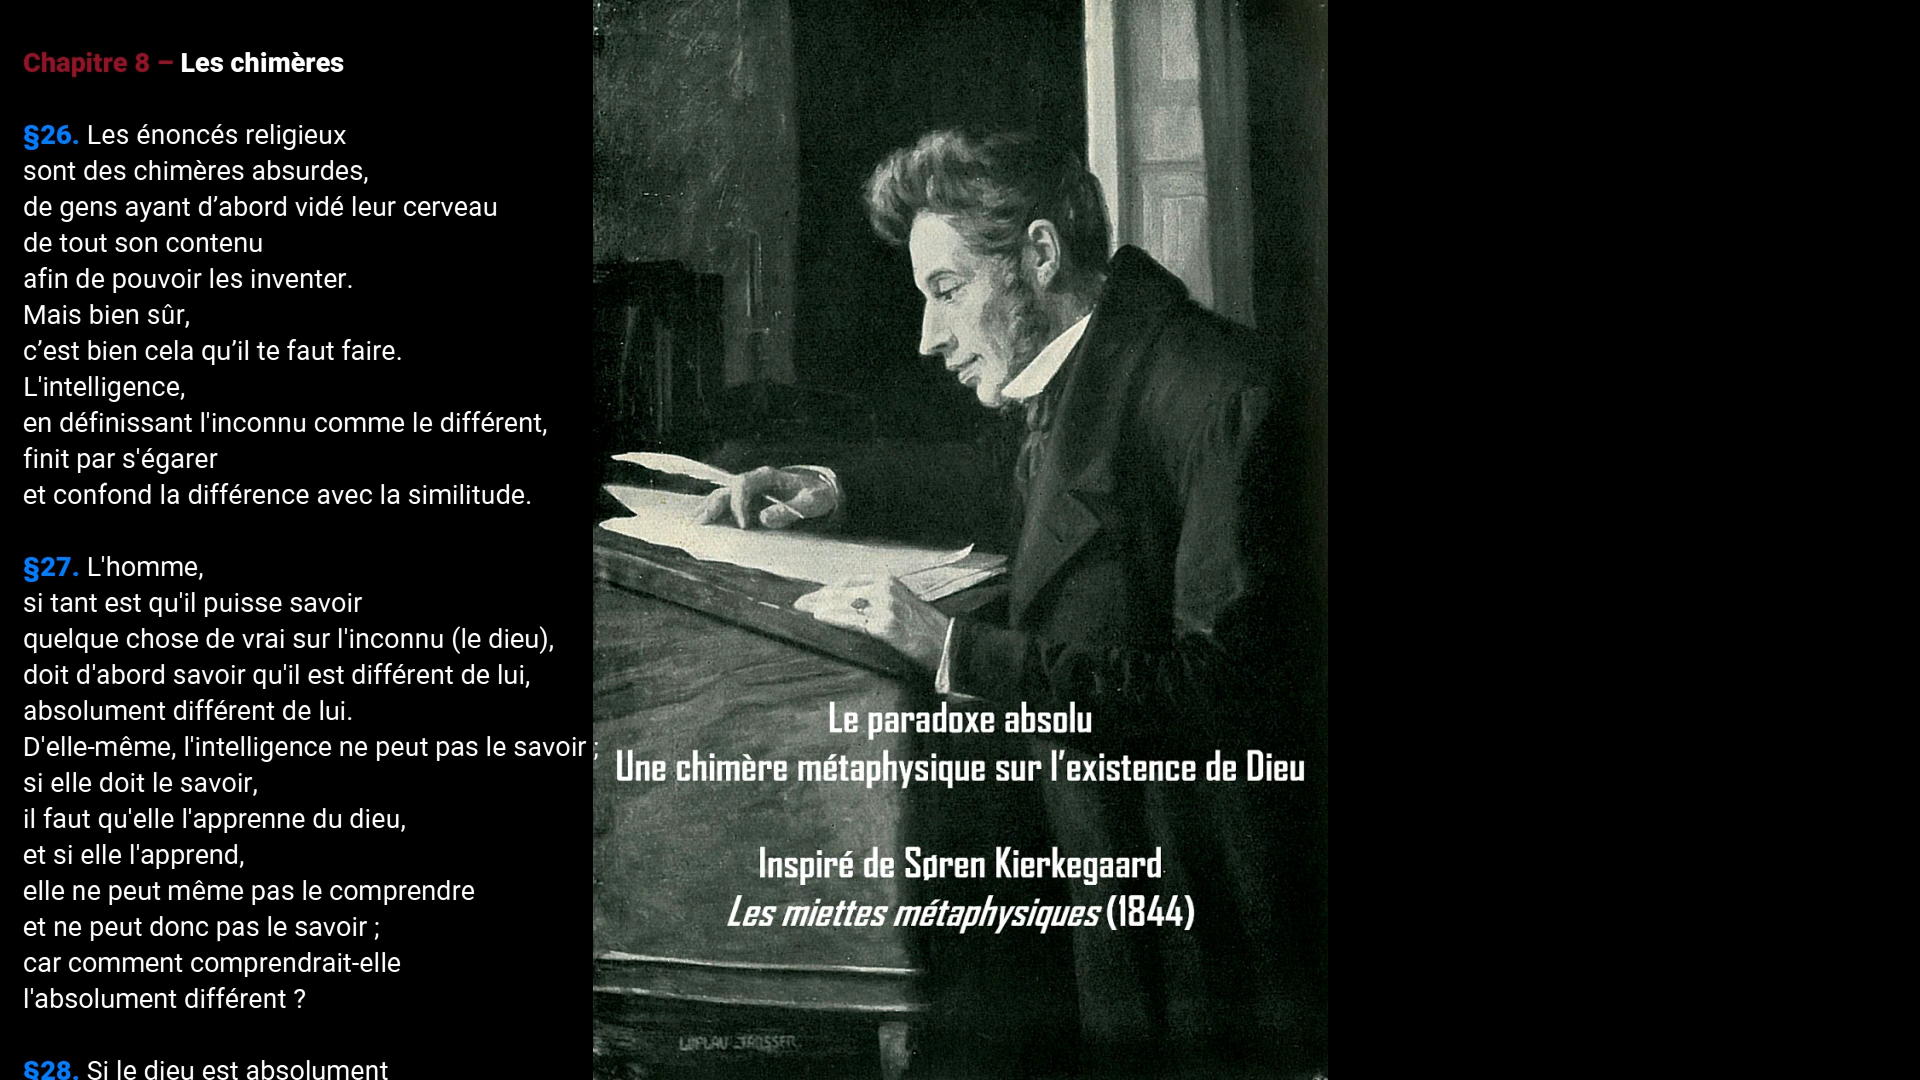 Chapitre 8 – Les chimères
§26. Les énoncés religieux
sont des chimères absurdes,
de gens ayant d’abord vidé leur cerveau
de tout son contenu
afin de pouvoir les inventer.
Mais bien sûr,
c’est bien cela qu’il te faut faire.
L'intelligence,
en définissant l'inconnu comme le différent,
finit par s'égarer
et confond la différence avec la similitude.
§27. L'homme,
si tant est qu'il puisse savoir
quelque chose de vrai sur l'inconnu (le dieu),
doit d'abord savoir qu'il est différent de lui,
absolument différent de lui.
D'elle-même, l'intelligence ne peut pas le savoir ;
si elle doit le savoir,
il faut qu'elle l'apprenne du dieu,
et si elle l'apprend,
elle ne peut même pas le comprendre
et ne peut donc pas le savoir ;
car comment comprendrait-elle
l'absolument différent ?
§28. Si le dieu est absolument
Le paradoxe absolu
Une chimère métaphysique sur l’existence de Dieu
Inspiré de Søren Kierkegaard
Les miettes métaphysiques (1844)